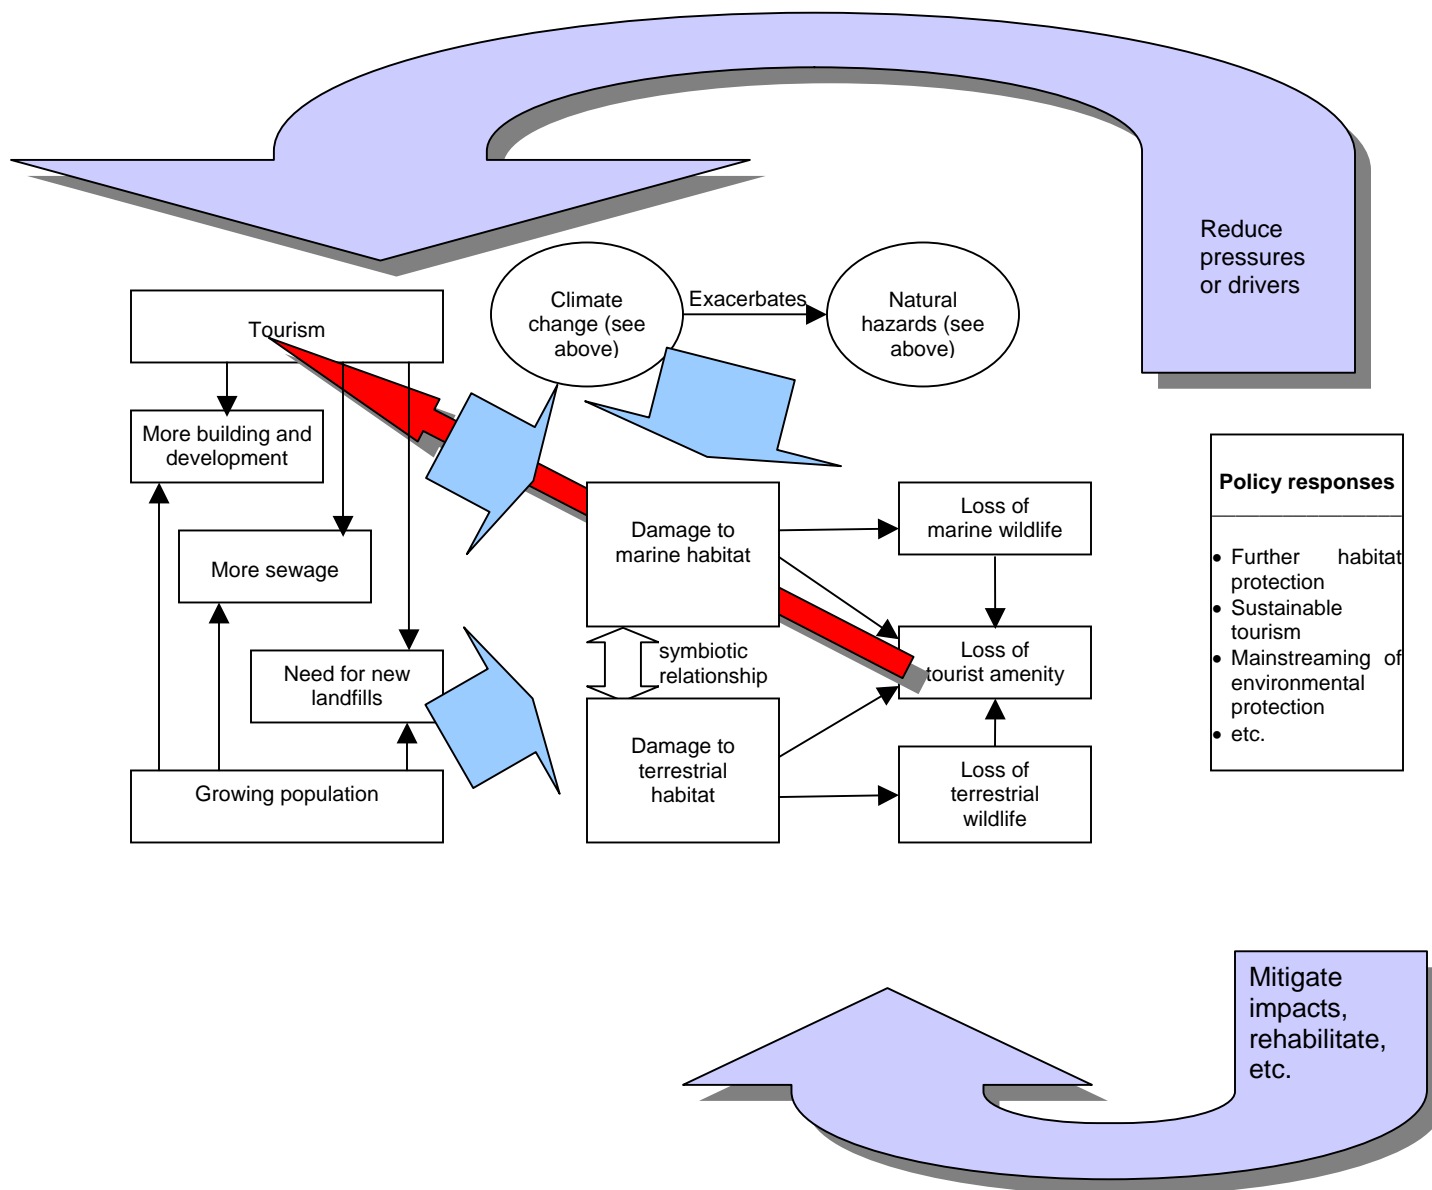 Reduce
pressures
or drivers
Tourism
Climate
change (see
above)
Exacerbates
Natural
hazards (see
above)
More building and
development
More sewage
Need for new
landfills
Growing population
Damage to
marine habitat
symbiotic
relationship
Damage to
terrestrial
habitat
Loss of
marine wildlife
Loss of
tourist amenity
Loss of
terrestrial
wildlife
Policy responses
• Further habitat
protection
• Sustainable
tourism
• Mainstreaming of
environmental
protection
• etc.
Mitigate
impacts,
rehabilitate,
etc.